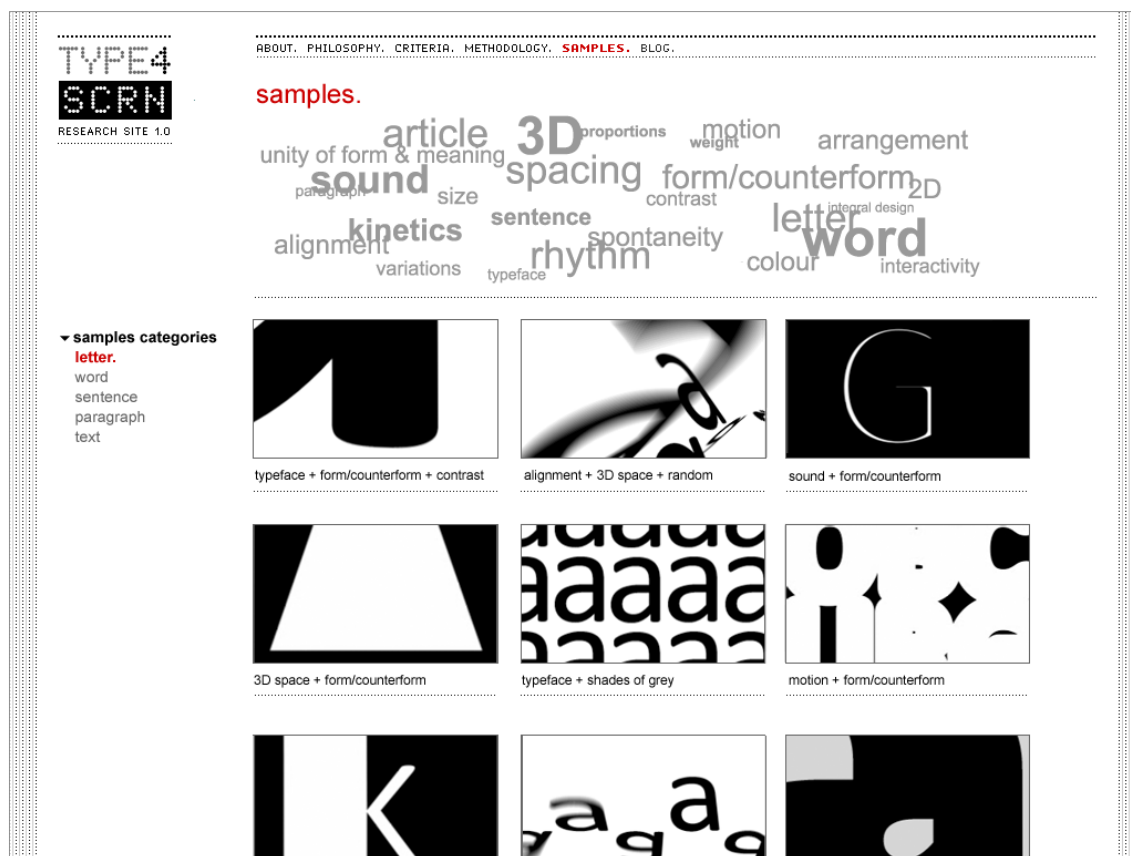 TYPE4
SCRN
RESEARCH SITE 1.0
ABOUT. PHILOSOPHY. CRITERIA. METHODOLOGY. SAMPLES. BLOG.
samples.
article 3D proportions motion
weight arrangement
unity of form & meaning
spacing
sound form/counterform 2D
paragraph size contrast
integral design
letter
sentence
kinetics word
alignment rhythm spontaneity
colour interactivity
variations typeface
samples categories
letter.
word
sentence
paragraph
text
typeface + form/counterform + contrast
alignment + 3D space + random
sound + form/counterform
G
3D space + form/counterform
typeface + shades of grey
motion + form/counterform
aaaaa
aaaaa
aaaaa
K
a a
a a a